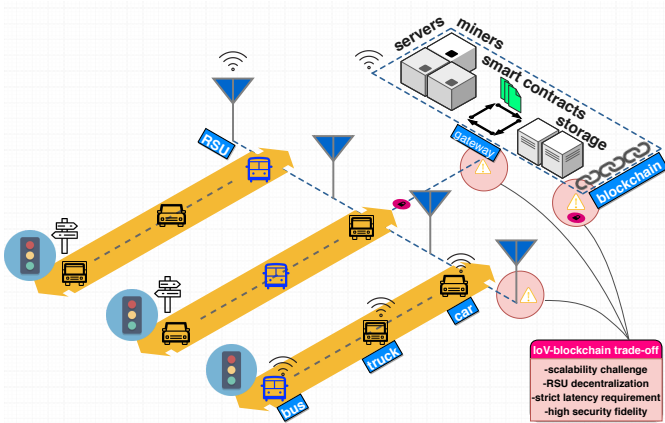 servers
miners
smart contracts
storage
RSU
gateway
blockchain
car
truck
bus
IoV-blockchain trade-off
-scalability challenge
-RSU decentralization
-strict latency requirement
-high security fidelity